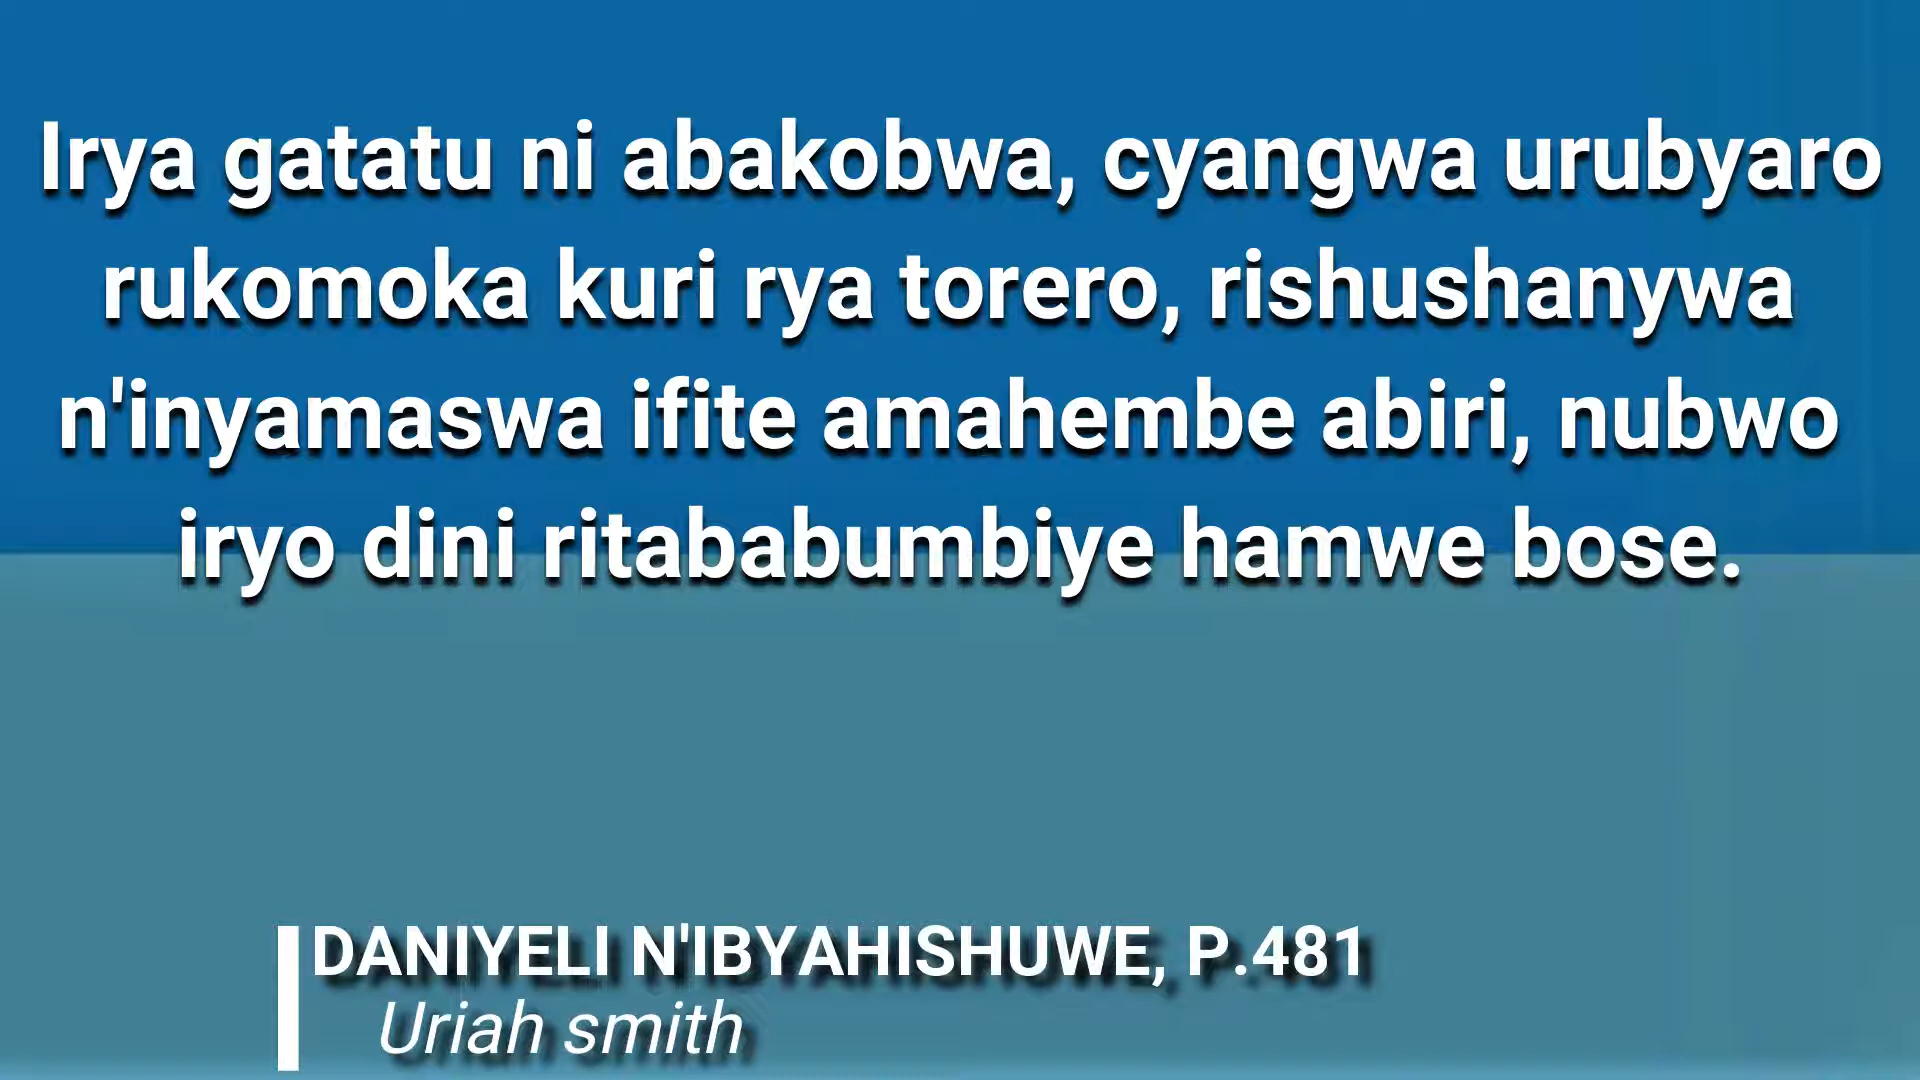 Irya gatatu ni abakobwa, cyangwa urubyaro
rukomoka kuri rya torero, rishushanywa
n'inyamaswa ifite amahembe abiri, nubwo
iryo dini ritababumbiye hamwe bose.
DANIYELI N'IBYAHISHUWE, P.481
Uriah smith